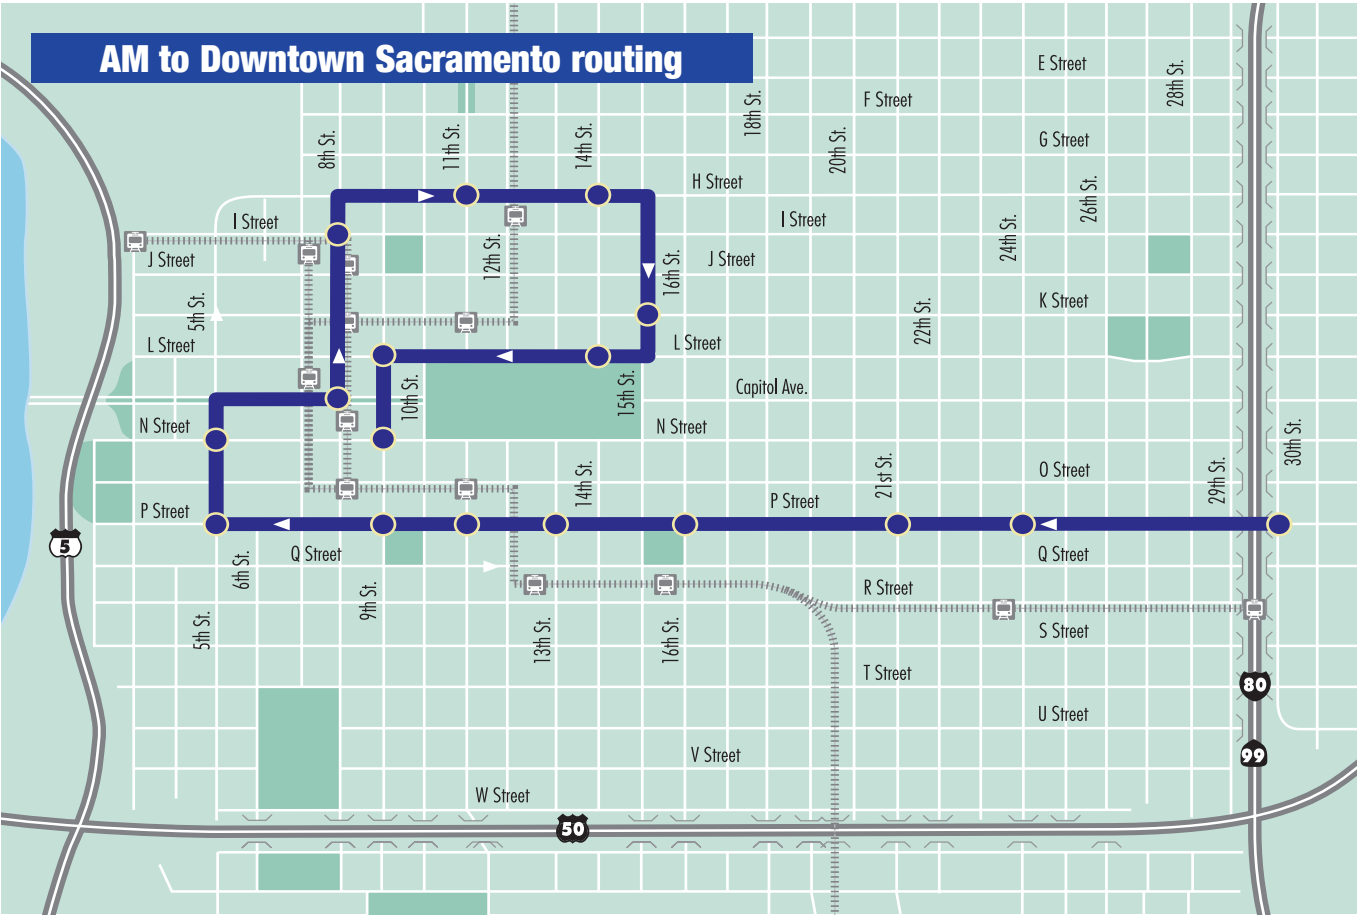 AM to Downtown Sacramento routing
E Street
28th St.
F Street
18th St.
G Street
20th St.
8th St.
11th St.
14th St.
H Street
26th St.
I Street
I Street
24th St.
12th St.
J Street
J Street
16th St.
K Street
5th St.
22th St.
L Street
L Street
Capitol Ave.
10th St.
15th St.
N Street
N Street
30th St.
O Street
21st St.
29th St.
14th St.
P Street
P Street
5
Q Street
Q Street
6th St.
9th St.
R Street
5th St.
13th St.
16th St.
S Street
T Street
80
U Street
V Street
99
W Street
50